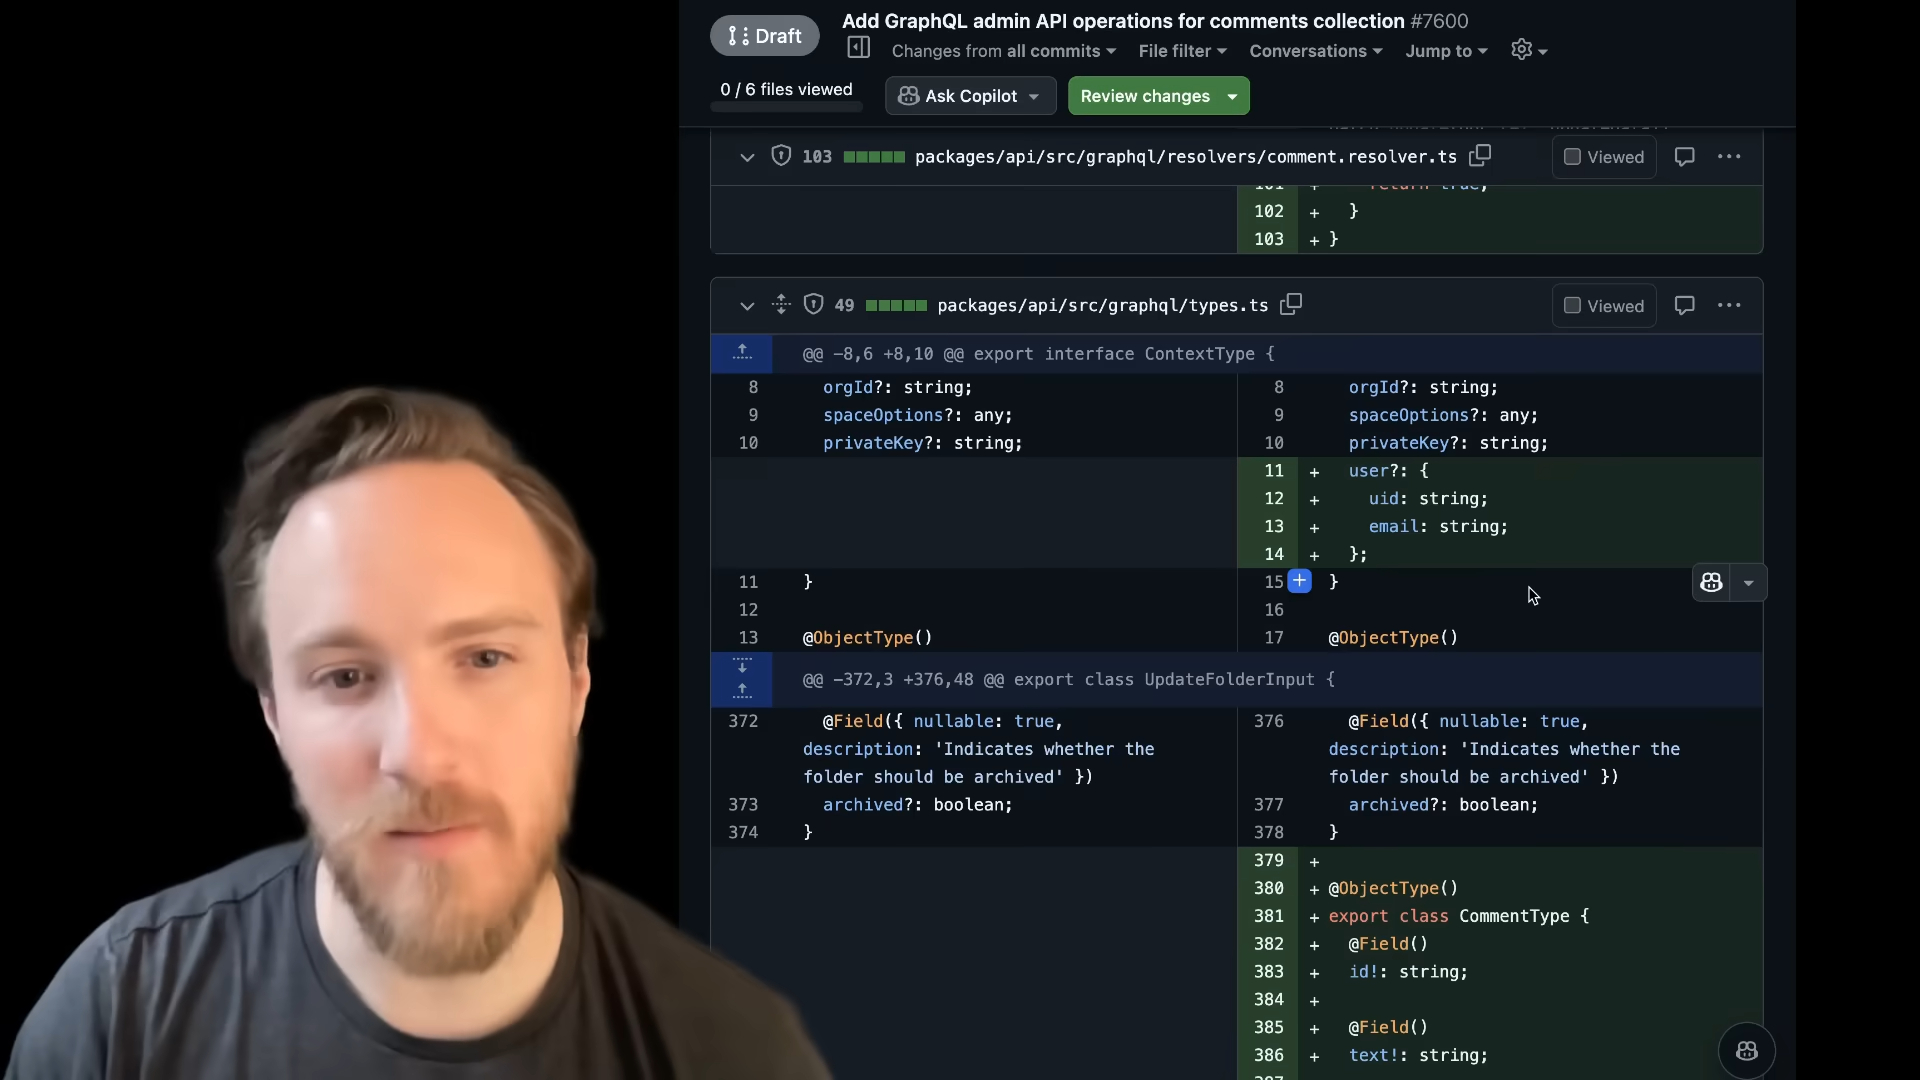 Draft
Add GraphQL admin API operations for comments collection #7600
Changes from all commits
File filter
Conversations
Jump to
0 / 6 files viewed
Ask Copilot
Review changes
103 packages/api/src/graphql/resolvers/comment.resolver.ts
Viewed
101 + return true;
102 + }
103 + }
49 packages/api/src/graphql/types.ts
Viewed
@@ −8,6 +8,10 @@ export interface ContextType {
8 orgId?: string; 8 orgId?: string;
9 spaceOptions?: any; 9 spaceOptions?: any;
10 privateKey?: string; 10 privateKey?: string;
11 + user?: {
12 + uid: string;
13 + email: string;
14 + };
11 } 15 + }
12 16
13 @ObjectType() 17 @ObjectType()
@@ −372,3 +376,48 @@ export class UpdateFolderInput {
372 @Field({ nullable: true, 376 @Field({ nullable: true,
description: 'Indicates whether the description: 'Indicates whether the
folder should be archived' }) folder should be archived' })
373 archived?: boolean; 377 archived?: boolean;
374 } 378 }
379 +
380 + @ObjectType()
381 + export class CommentType {
382 + @Field()
383 + id!: string;
384 +
385 + @Field()
386 + text!: string;